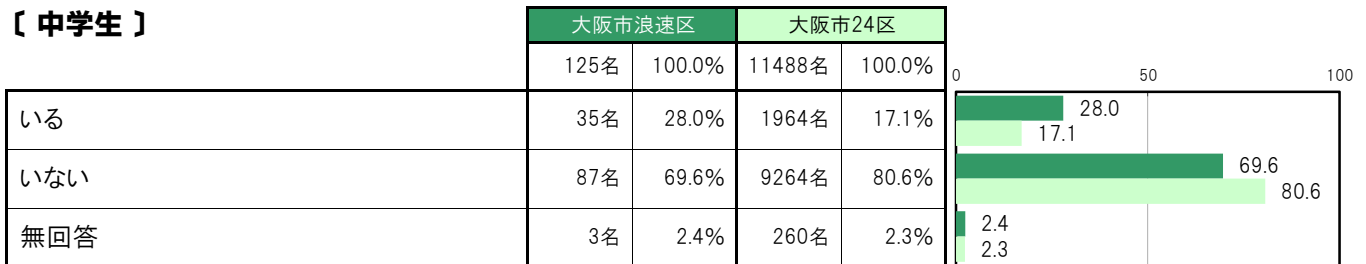 〔 中学生 〕
大阪市浪速区 大阪市24区
125名 100.0% 11488名 100.0%
0 50 100
いる 35名 28.0% 1964名 17.1%
28.0
17.1
いない 87名 69.6% 9264名 80.6%
69.6
80.6
無回答 3名 2.4% 260名 2.3%
2.4
2.3